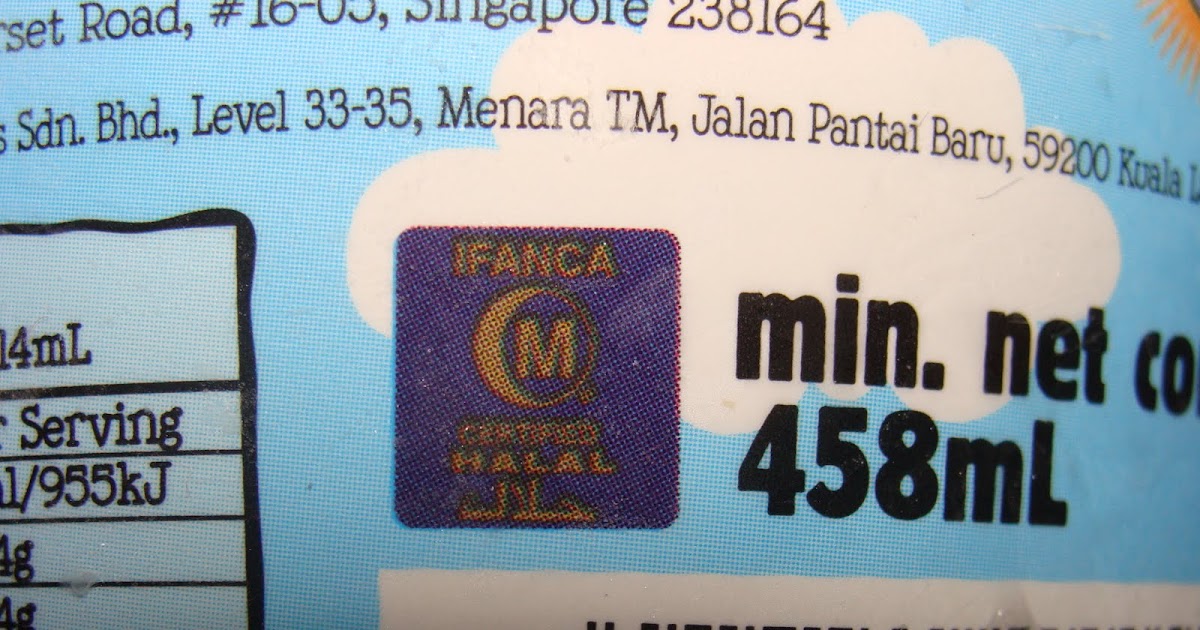 rset Road, #16-05, Singapore 238164
s Sdn. Bhd., Level 33-35, Menara TM, Jalan Pantai Baru, 59200 Kuala L
14mL
r Serving
al/955kJ
4g
4g
IFANCA
M
CERTIFIED
HALAL
حلال
min. net co
458mL